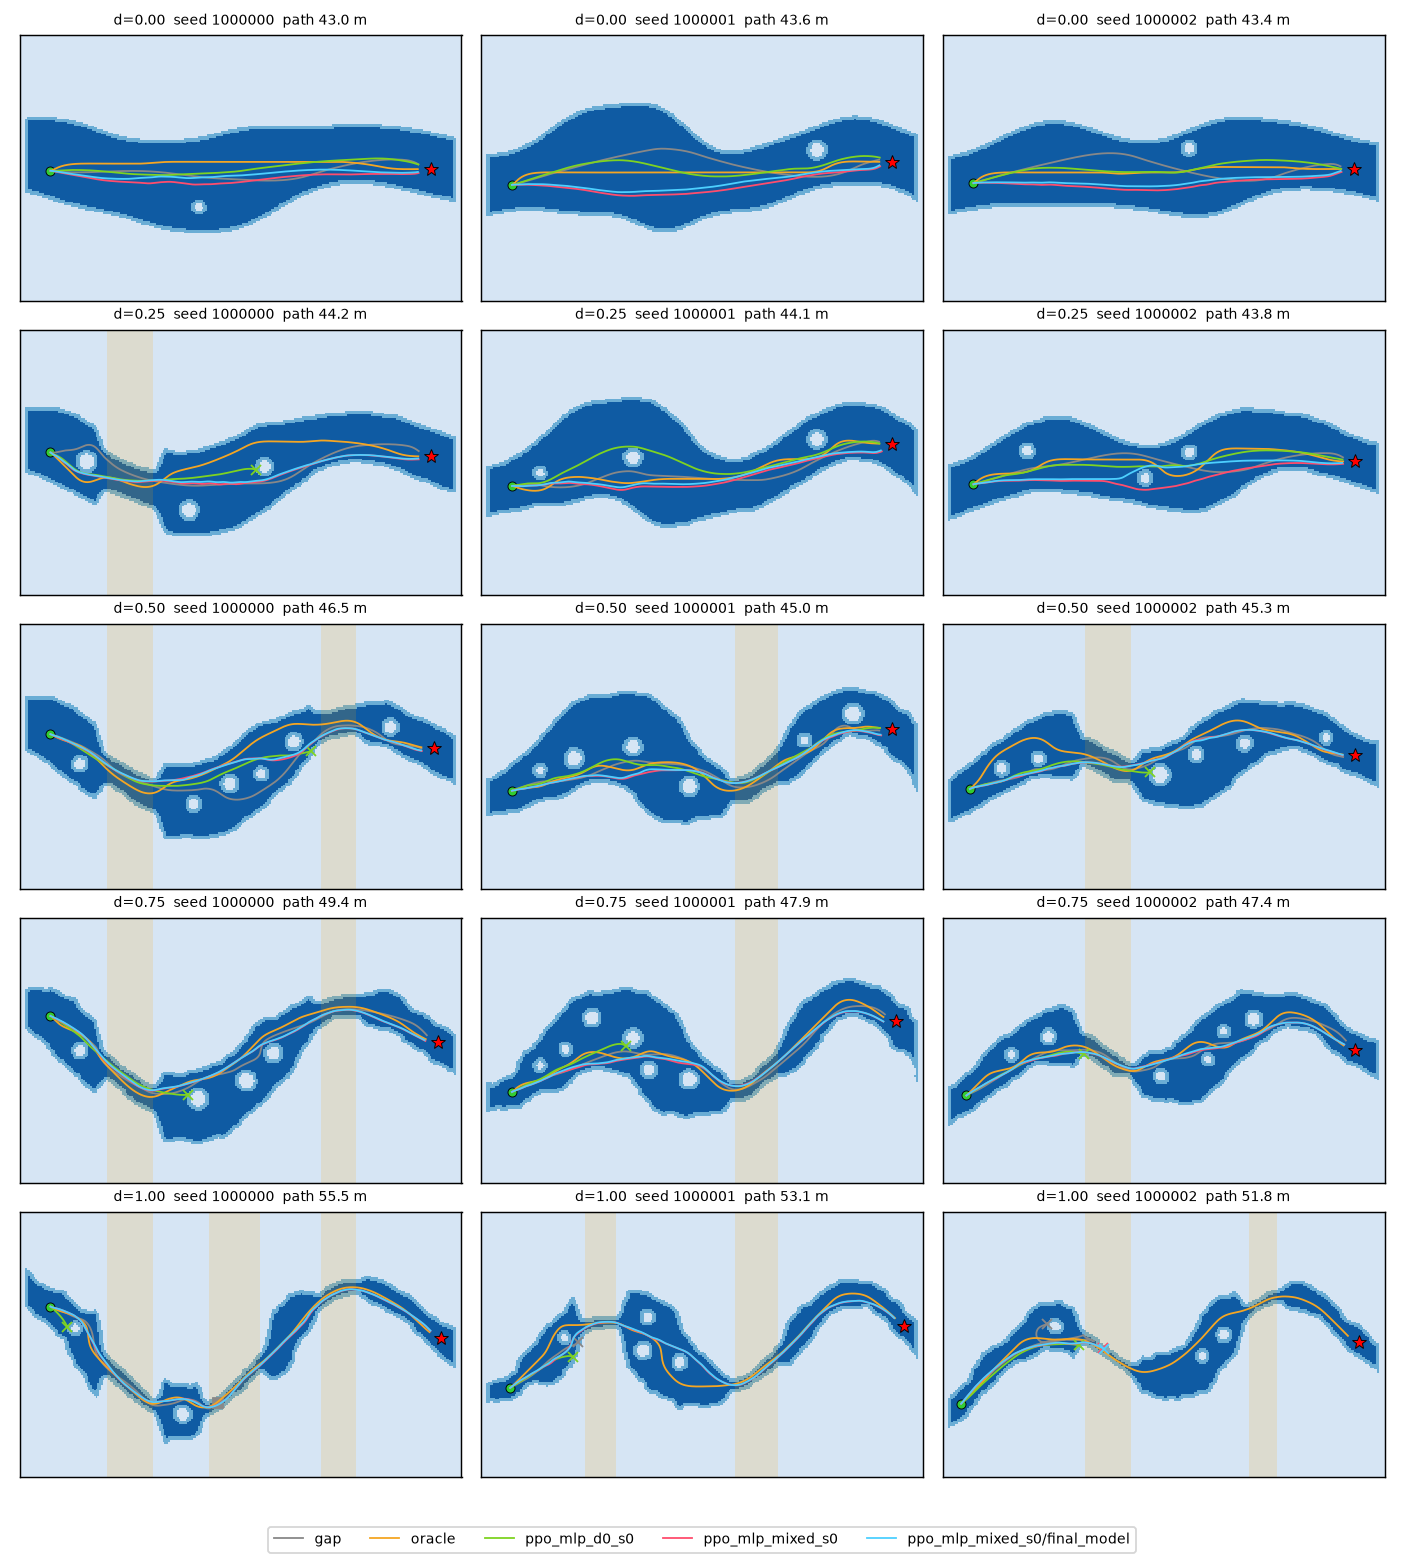 d=0.00 seed 1000000 path 43.0 m
d=0.00 seed 1000001 path 43.6 m
d=0.00 seed 1000002 path 43.4 m
d=0.25 seed 1000000 path 44.2 m
d=0.25 seed 1000001 path 44.1 m
d=0.25 seed 1000002 path 43.8 m
d=0.50 seed 1000000 path 46.5 m
d=0.50 seed 1000001 path 45.0 m
d=0.50 seed 1000002 path 45.3 m
d=0.75 seed 1000000 path 49.4 m
d=0.75 seed 1000001 path 47.9 m
d=0.75 seed 1000002 path 47.4 m
d=1.00 seed 1000000 path 55.5 m
d=1.00 seed 1000001 path 53.1 m
d=1.00 seed 1000002 path 51.8 m
gap oracle ppo_mlp_d0_s0 ppo_mlp_mixed_s0 ppo_mlp_mixed_s0/final_model